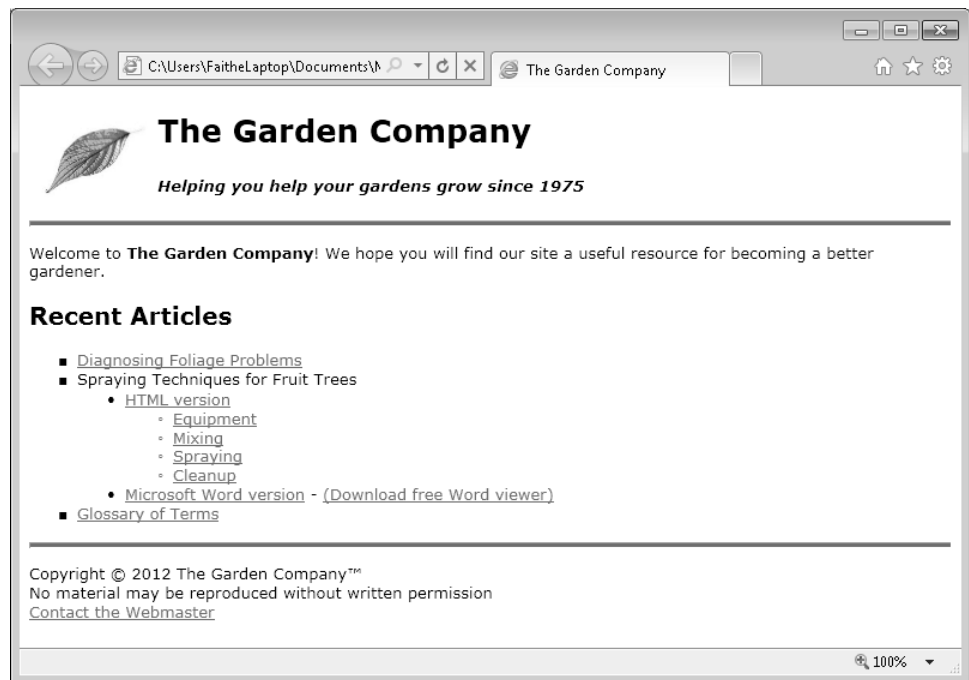 C:\Users\FaitheLaptop\Documents\
The Garden Company
The Garden Company
Helping you help your gardens grow since 1975
Welcome to The Garden Company! We hope you will find our site a useful resource for becoming a better
gardener.
Recent Articles
Diagnosing Foliage Problems
Spraying Techniques for Fruit Trees
HTML version
Equipment
Mixing
Spraying
Cleanup
Microsoft Word version - (Download free Word viewer)
Glossary of Terms
Copyright © 2012 The Garden Company™
No material may be reproduced without written permission
Contact the Webmaster
100%